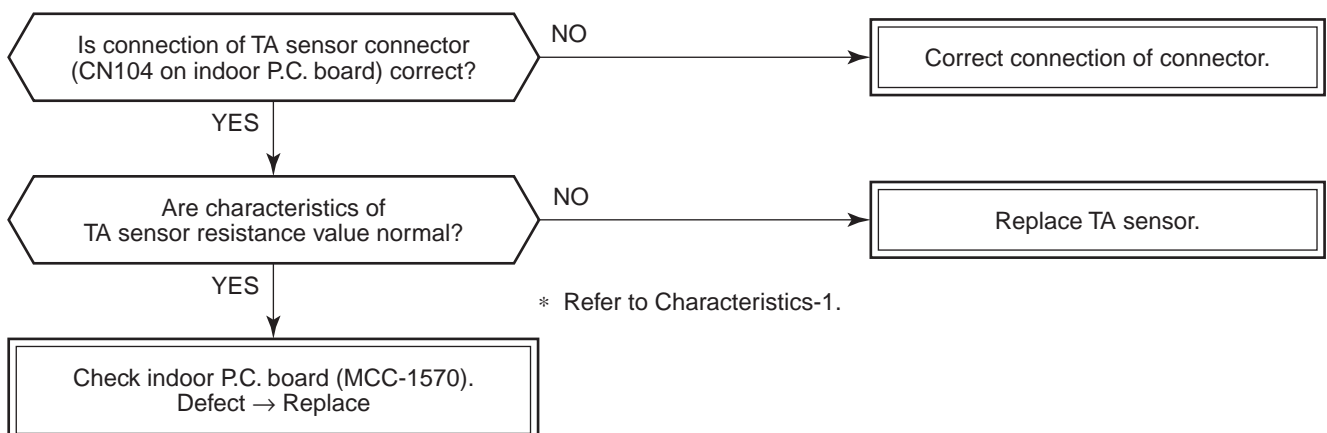 Is connection of TA sensor connector
(CN104 on indoor P.C. board) correct?
NO
Correct connection of connector.
YES
Are characteristics of
TA sensor resistance value normal?
NO
Replace TA sensor.
YES
* Refer to Characteristics-1.
Check indoor P.C. board (MCC-1570).
Defect → Replace